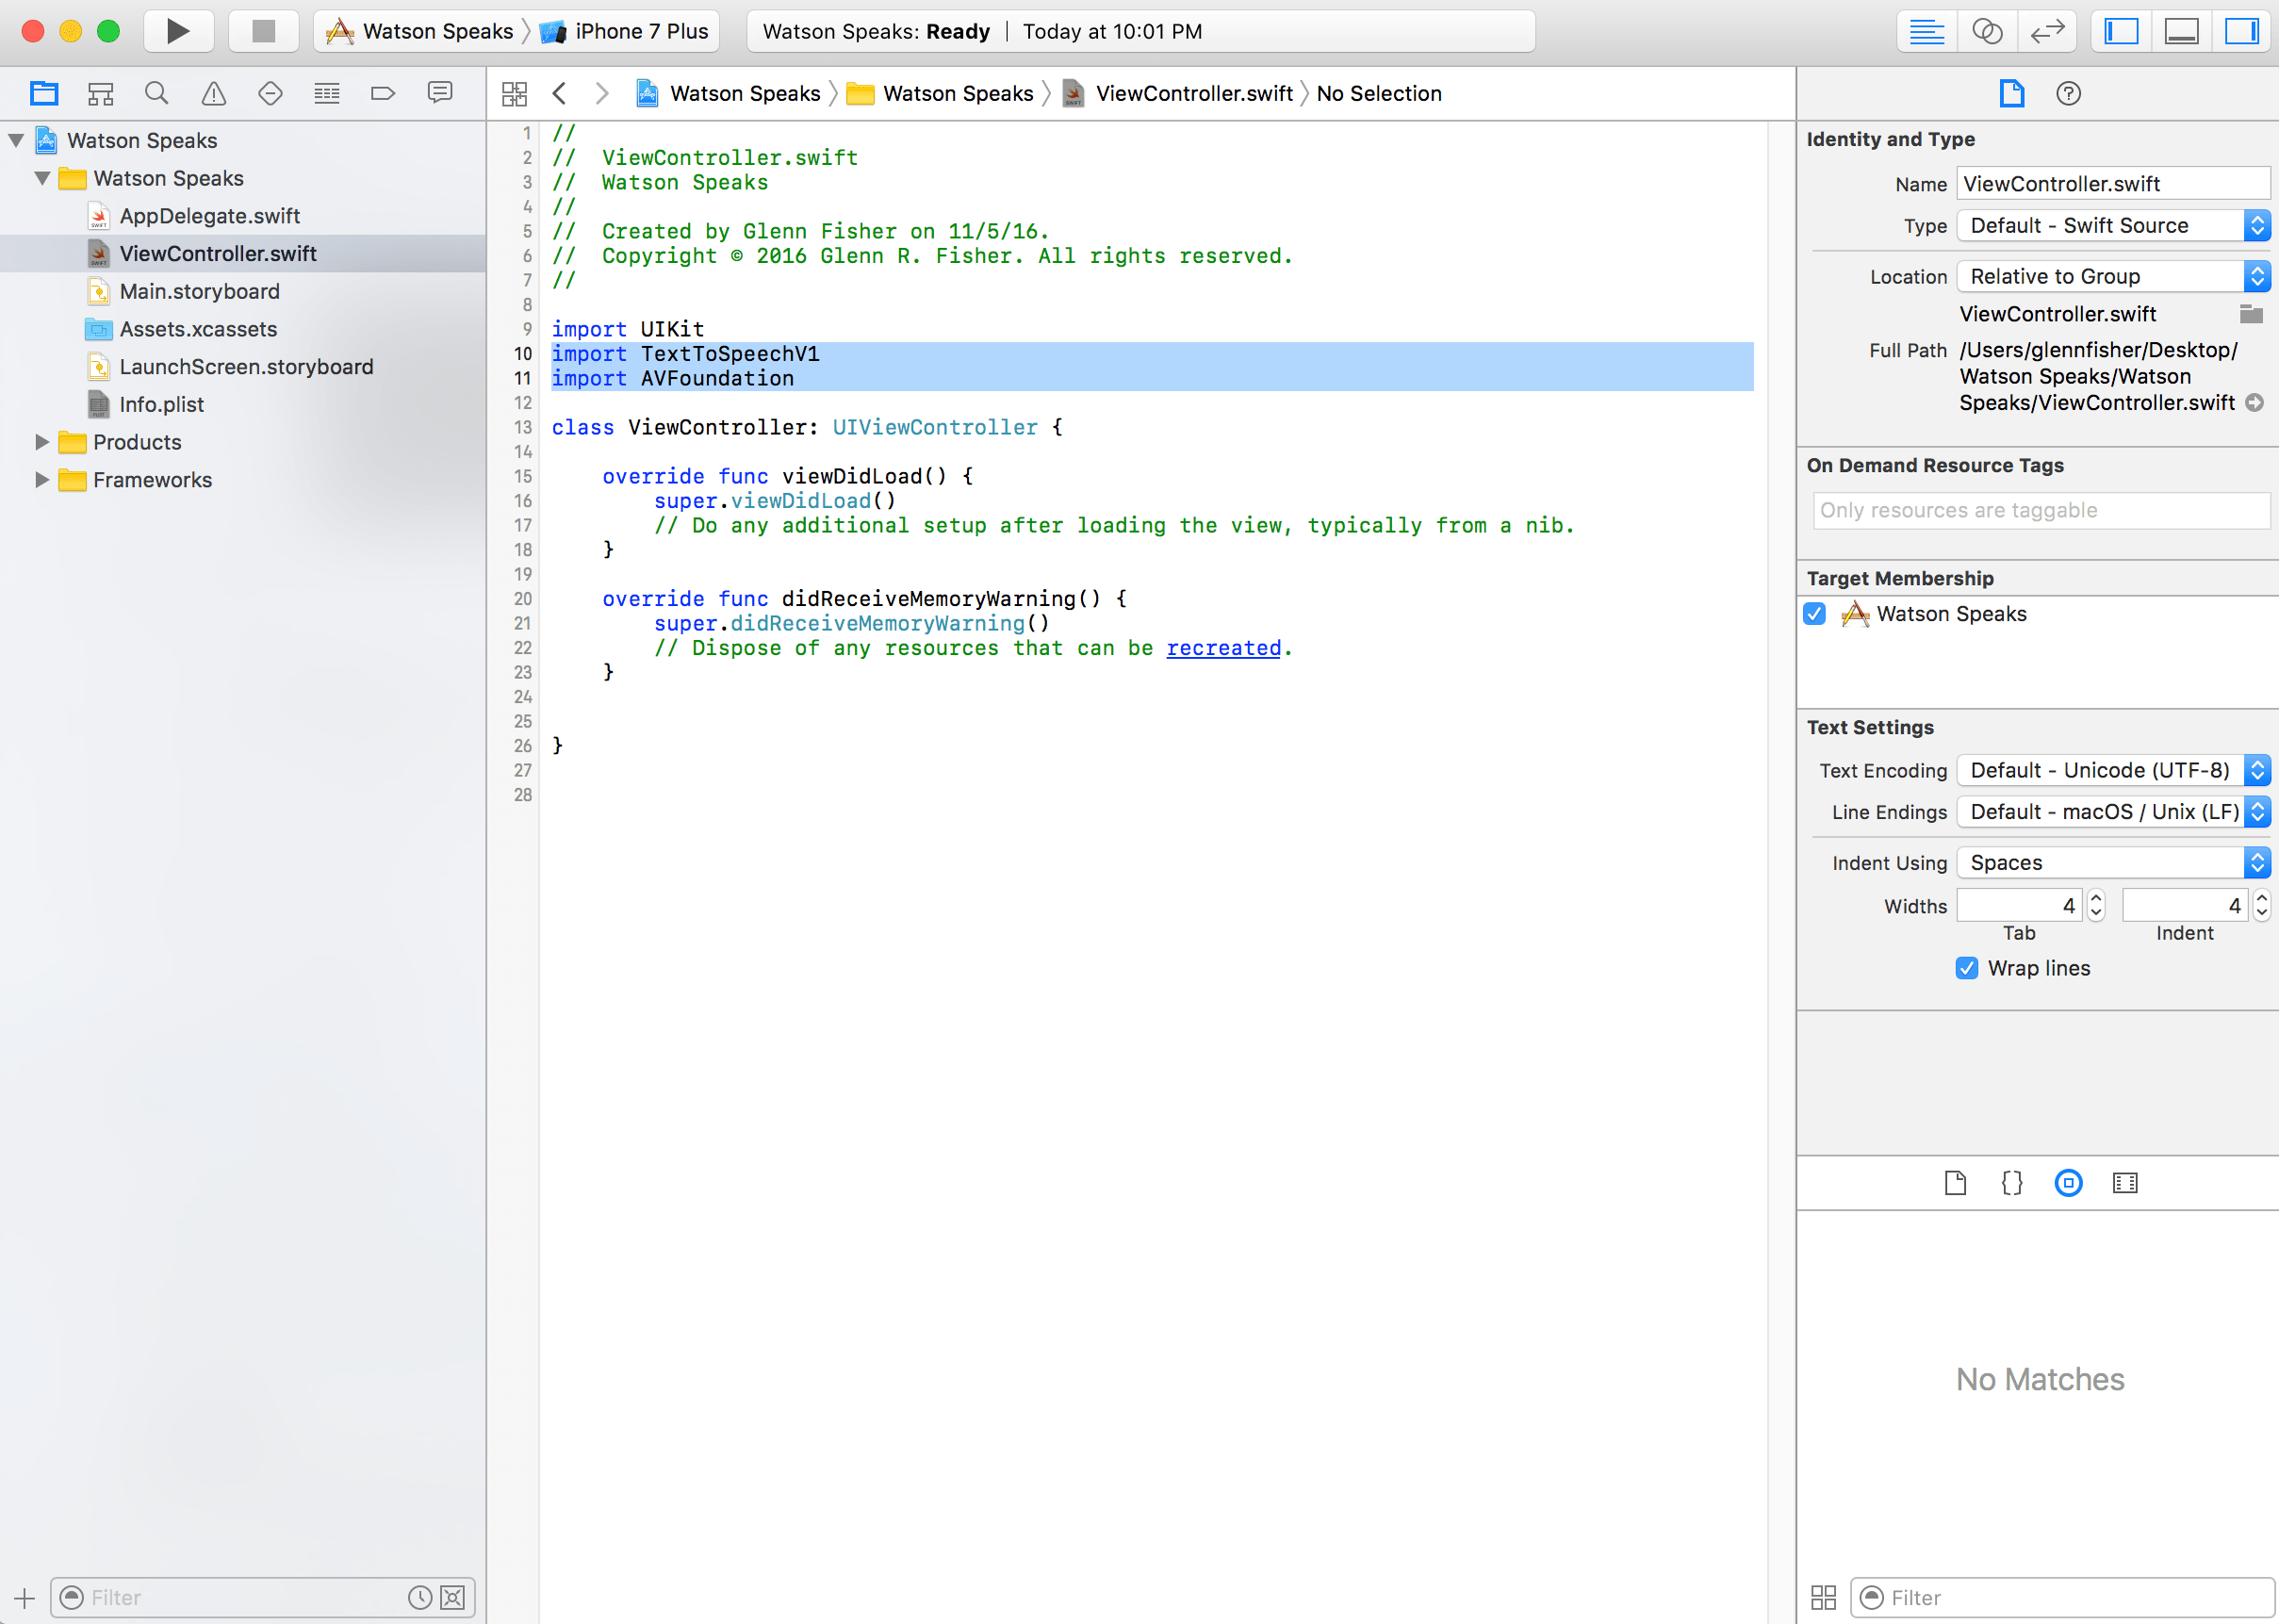 Watson Speaks iPhone 7 Plus
Watson Speaks: Ready Today at 10:01 PM
Watson Speaks Watson Speaks ViewController.swift No Selection
Watson Speaks
Watson Speaks
AppDelegate.swift
ViewController.swift
Main.storyboard
Assets.xcassets
LaunchScreen.storyboard
Info.plist
Products
Frameworks
Filter
1 //
2 // ViewController.swift
3 // Watson Speaks
4 //
5 // Created by Glenn Fisher on 11/5/16.
6 // Copyright © 2016 Glenn R. Fisher. All rights reserved.
7 //
8
9 import UIKit
10 import TextToSpeechV1
11 import AVFoundation
12
13 class ViewController: UIViewController {
14
15     override func viewDidLoad() {
16         super.viewDidLoad()
17         // Do any additional setup after loading the view, typically from a nib.
18     }
19
20     override func didReceiveMemoryWarning() {
21         super.didReceiveMemoryWarning()
22         // Dispose of any resources that can be recreated.
23     }
24
25
26 }
27
28
Identity and Type
Name ViewController.swift
Type Default - Swift Source
Location Relative to Group
ViewController.swift
Full Path /Users/glennfisher/Desktop/
Watson Speaks/Watson
Speaks/ViewController.swift
On Demand Resource Tags
Only resources are taggable
Target Membership
Watson Speaks
Text Settings
Text Encoding Default - Unicode (UTF-8)
Line Endings Default - macOS / Unix (LF)
Indent Using Spaces
Widths 4 4
Tab Indent
Wrap lines
{}
No Matches
Filter